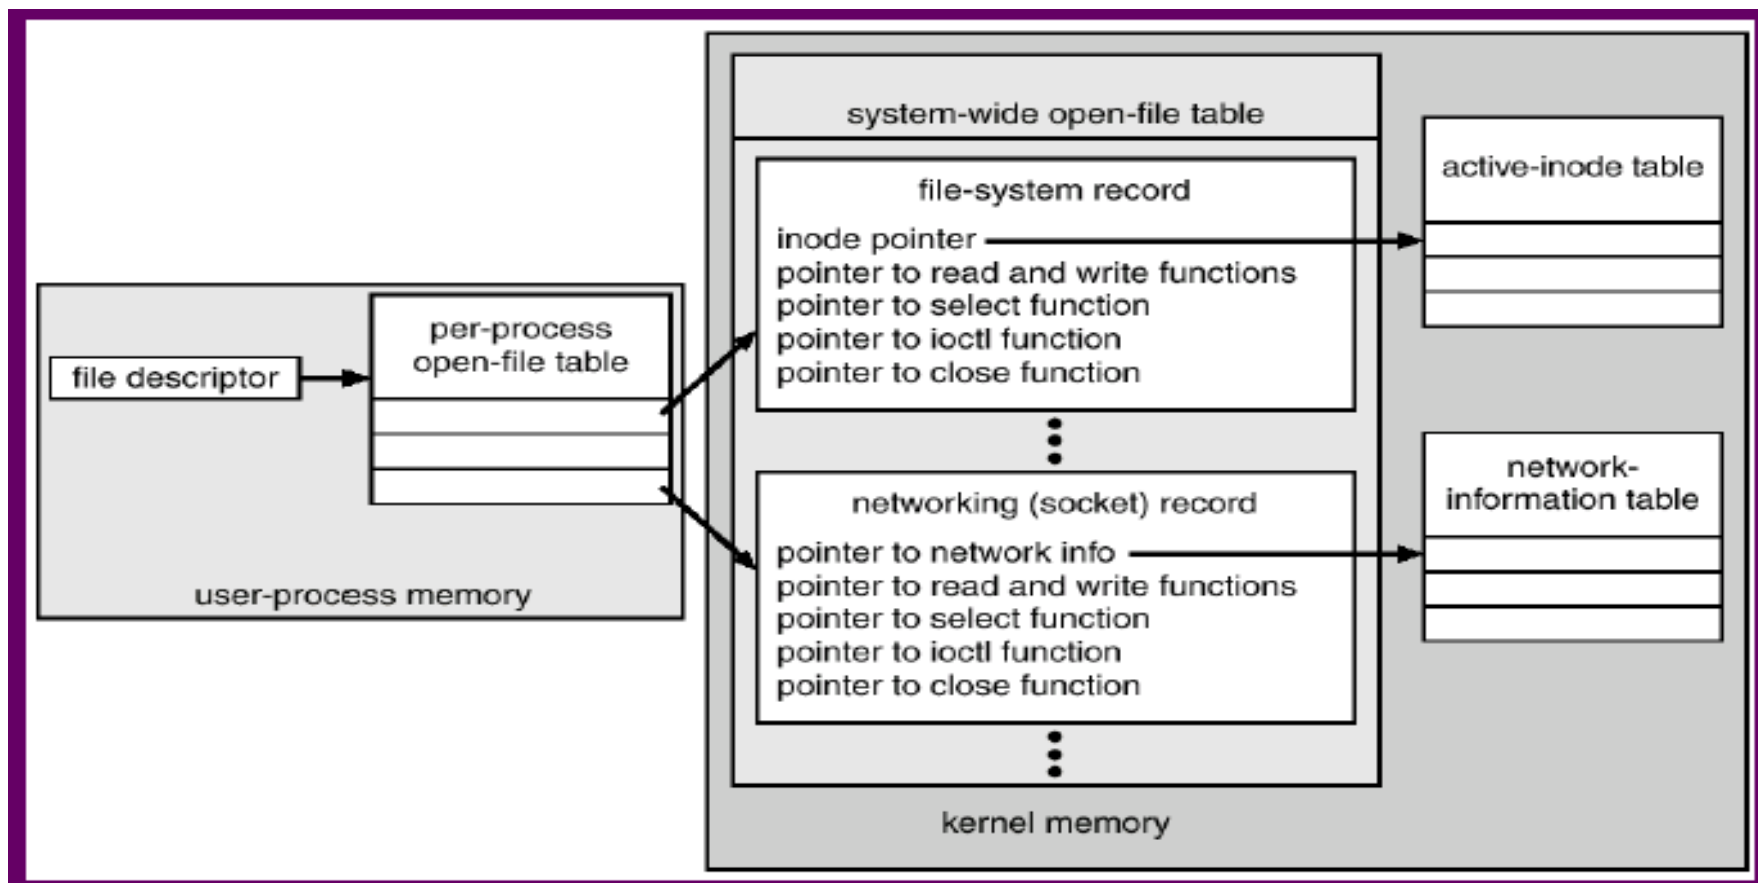 file descriptor
per-process
open-file table
user-process memory
system-wide open-file table
file-system record
inode pointer
pointer to read and write functions
pointer to select function
pointer to ioctl function
pointer to close function
networking (socket) record
pointer to network info
pointer to read and write functions
pointer to select function
pointer to ioctl function
pointer to close function
active-inode table
network-
information table
kernel memory